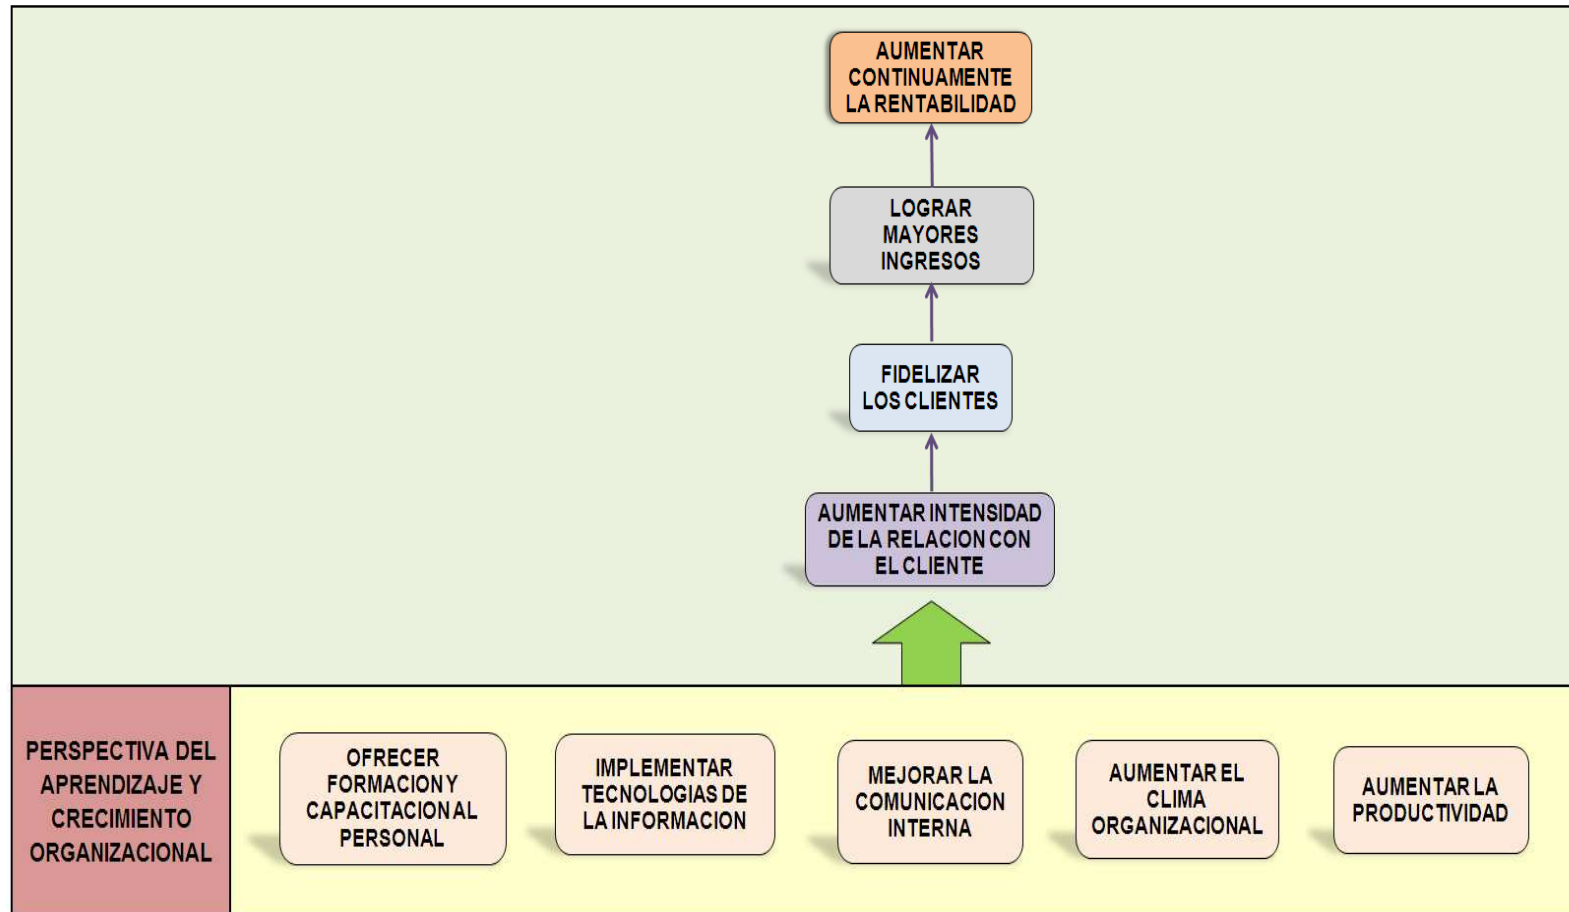 AUMENTAR
CONTINUAMENTE
LA RENTABILIDAD
LOGRAR
MAYORES
INGRESOS
FIDELIZAR
LOS CLIENTES
AUMENTAR INTENSIDAD
DE LA RELACION CON
EL CLIENTE
PERSPECTIVA DEL
APRENDIZAJE Y
CRECIMIENTO
ORGANIZACIONAL
OFRECER
FORMACION Y
CAPACITACION AL
PERSONAL
IMPLEMENTAR
TECNOLOGIAS DE
LA INFORMACION
MEJORAR LA
COMUNICACION
INTERNA
AUMENTAR EL
CLIMA
ORGANIZACIONAL
AUMENTAR LA
PRODUCTIVIDAD